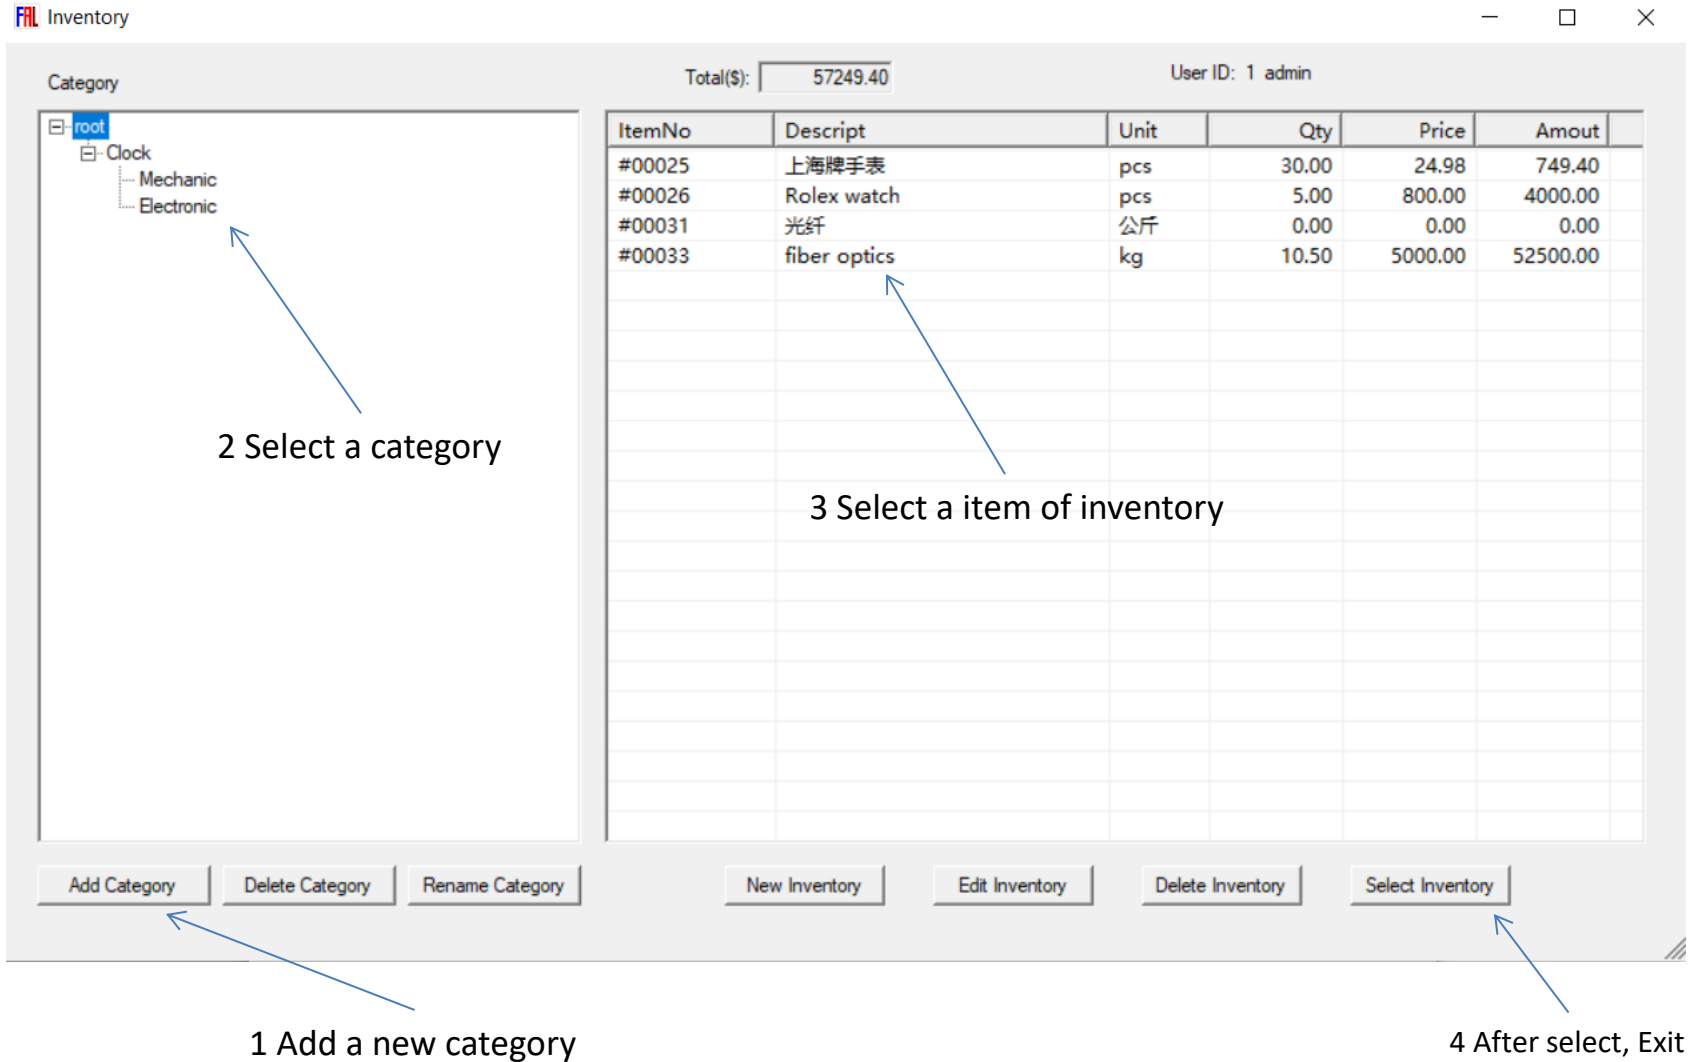 FAL Inventory
Category Total($): 57249.40 User ID: 1 admin
root
Clock
Mechanic
Electronic
ItemNo Descript Unit Qty Price Amout
#00025 上海牌手表 pcs 30.00 24.98 749.40
#00026 Rolex watch pcs 5.00 800.00 4000.00
#00031 光纤 公斤 0.00 0.00 0.00
#00033 fiber optics kg 10.50 5000.00 52500.00
2 Select a category
3 Select a item of inventory
Add Category Delete Category Rename Category New Inventory Edit Inventory Delete Inventory Select Inventory
1 Add a new category
4 After select, Exit